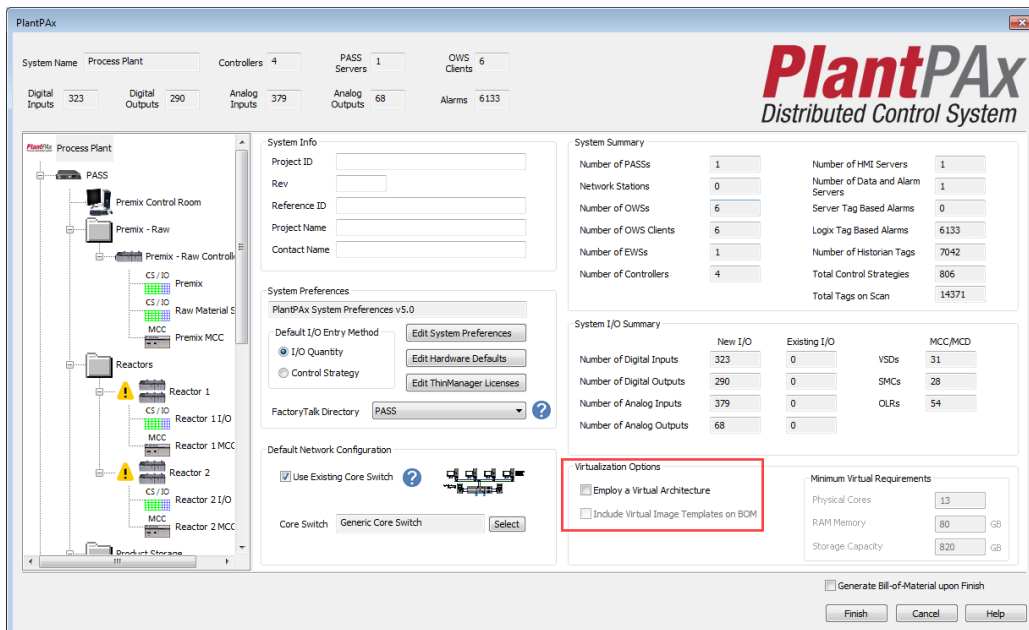 PlantPAx
System Name Process Plant Controllers 4 PASS Servers 1 OWS Clients 6
Digital Inputs 323 Digital Outputs 290 Analog Inputs 379 Analog Outputs 68 Alarms 6133
PlantPAx
Distributed Control System
PlantPAx Process Plant
PASS
Premix Control Room
Premix - Raw
Premix - Raw Controlle
CS / IO
Premix
CS / IO
Raw Material S
MCC
Premix MCC
Reactors
Reactor 1
CS / IO
Reactor 1 I/O
MCC
Reactor 1 MCC
Reactor 2
CS / IO
Reactor 2 I/O
MCC
Reactor 2 MCC
Product Storage
System Info
Project ID
Rev
Reference ID
Project Name
Contact Name
System Preferences
PlantPAx System Preferences v5.0
Default I/O Entry Method
I/O Quantity
Control Strategy
Edit System Preferences
Edit Hardware Defaults
Edit ThinManager Licenses
FactoryTalk Directory PASS ?
Default Network Configuration
Use Existing Core Switch ?
Core Switch Generic Core Switch Select
System Summary
Number of PASSs 1 Number of HMI Servers 1
Network Stations 0 Number of Data and Alarm Servers 1
Number of OWSs 6 Server Tag Based Alarms 0
Number of OWS Clients 6 Logix Tag Based Alarms 6133
Number of EWSs 1 Number of Historian Tags 7042
Number of Controllers 4 Total Control Strategies 806
Total Tags on Scan 14371
System I/O Summary
New I/O Existing I/O MCC/MCD
Number of Digital Inputs 323 0 VSDs 31
Number of Digital Outputs 290 0 SMCs 28
Number of Analog Inputs 379 0 OLRs 54
Number of Analog Outputs 68 0
Virtualization Options
Employ a Virtual Architecture
Include Virtual Image Templates on BOM
Minimum Virtual Requirements
Physical Cores 13
RAM Memory 80 GB
Storage Capacity 820 GB
Generate Bill-of-Material upon Finish
Finish Cancel Help